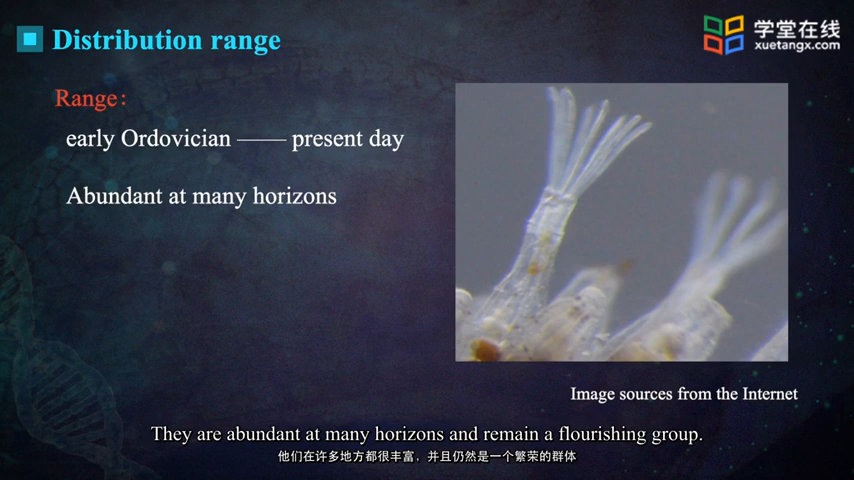 Distribution range
学堂在线
xuetangx.com
Range:
early Ordovician —— present day
Abundant at many horizons
Image sources from the Internet
They are abundant at many horizons and remain a flourishing group.
他们在许多地方都很丰富，并且仍然是一个繁荣的群体